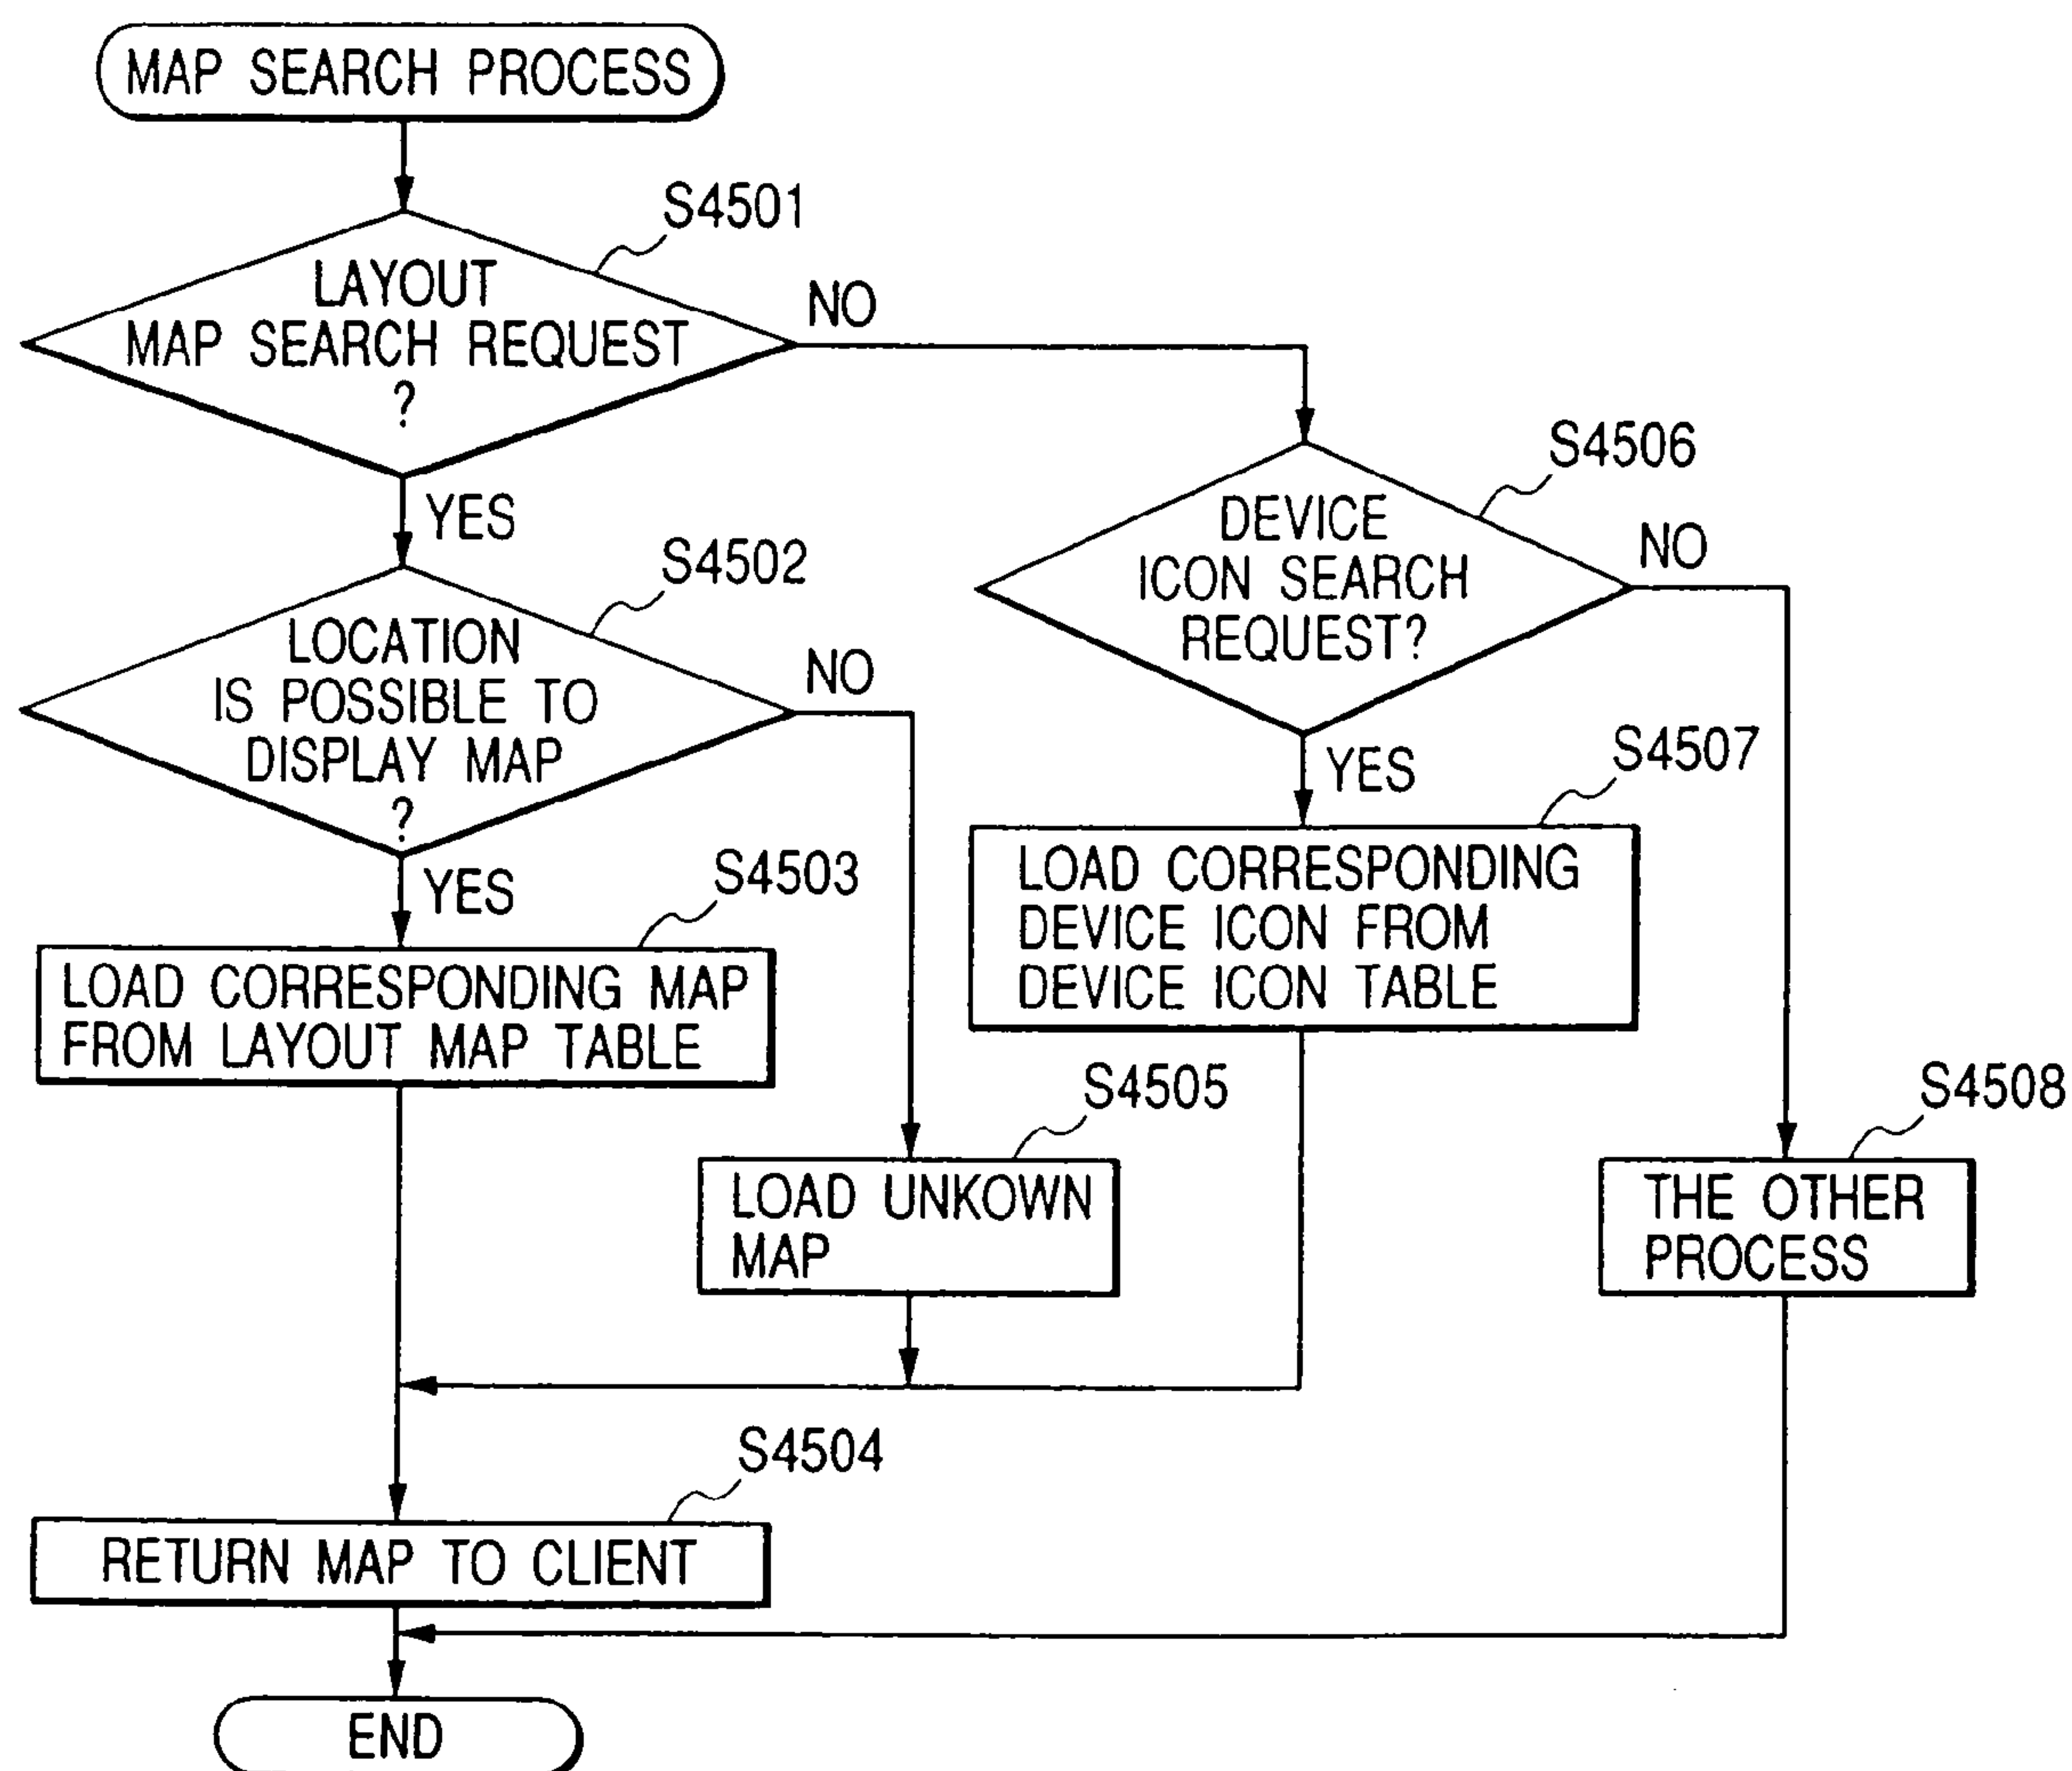 MAP SEARCH PROCESS
S4501
LAYOUT
MAP SEARCH REQUEST
?
NO
YES
S4502
LOCATION
IS POSSIBLE TO
DISPLAY MAP
?
NO
YES
S4503
LOAD CORRESPONDING MAP
FROM LAYOUT MAP TABLE
S4506
DEVICE
ICON SEARCH
REQUEST?
NO
YES
S4507
LOAD CORRESPONDING
DEVICE ICON FROM
DEVICE ICON TABLE
S4505
LOAD UNKOWN
MAP
S4508
THE OTHER
PROCESS
S4504
RETURN MAP TO CLIENT
END